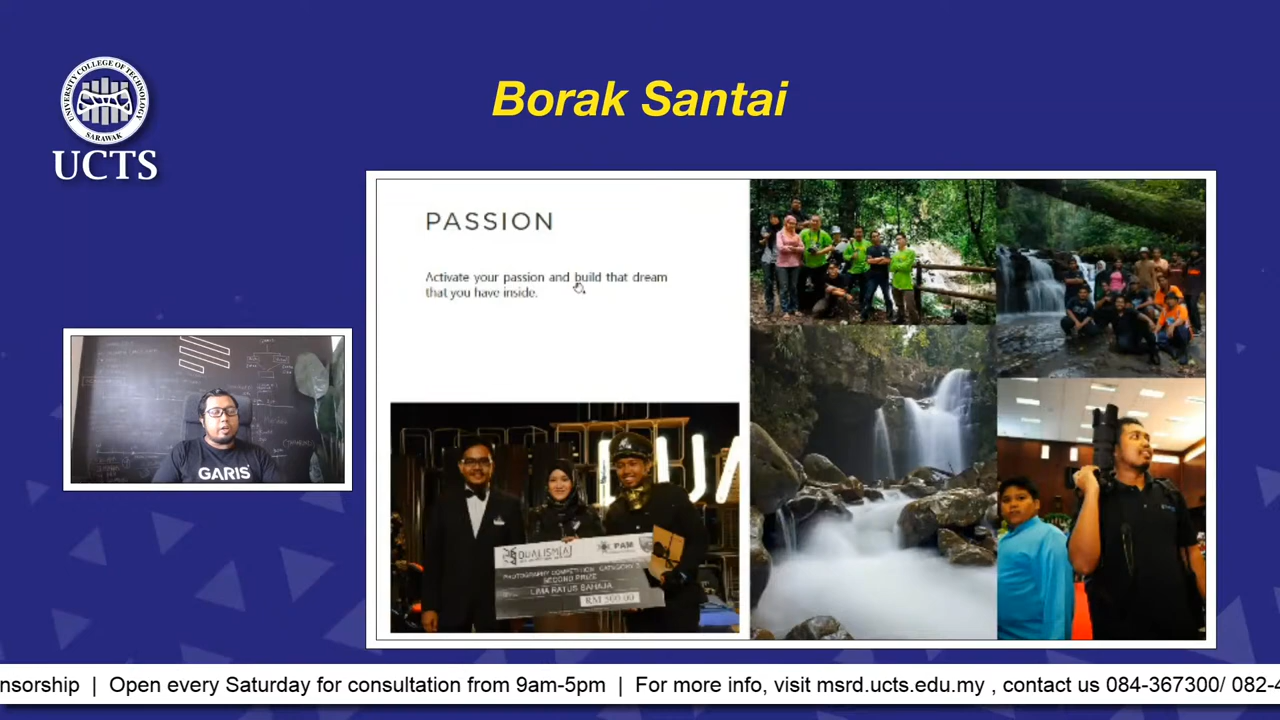 Borak Santai
UNIVERSITY COLLEGE OF TECHNOLOGY
SARAWAK
UCTS
PASSION
Activate your passion and build that dream
that you have inside.
GARIS
DUALISM[A]
PAM
PHOTOGRAPHY COMPETITION CATEGORY
SECOND PRIZE
LIMA RATUS SAHAJA
RM 500.00
nsorship | Open every Saturday for consultation from 9am-5pm | For more info, visit msrd.ucts.edu.my , contact us 084-367300/ 082-4